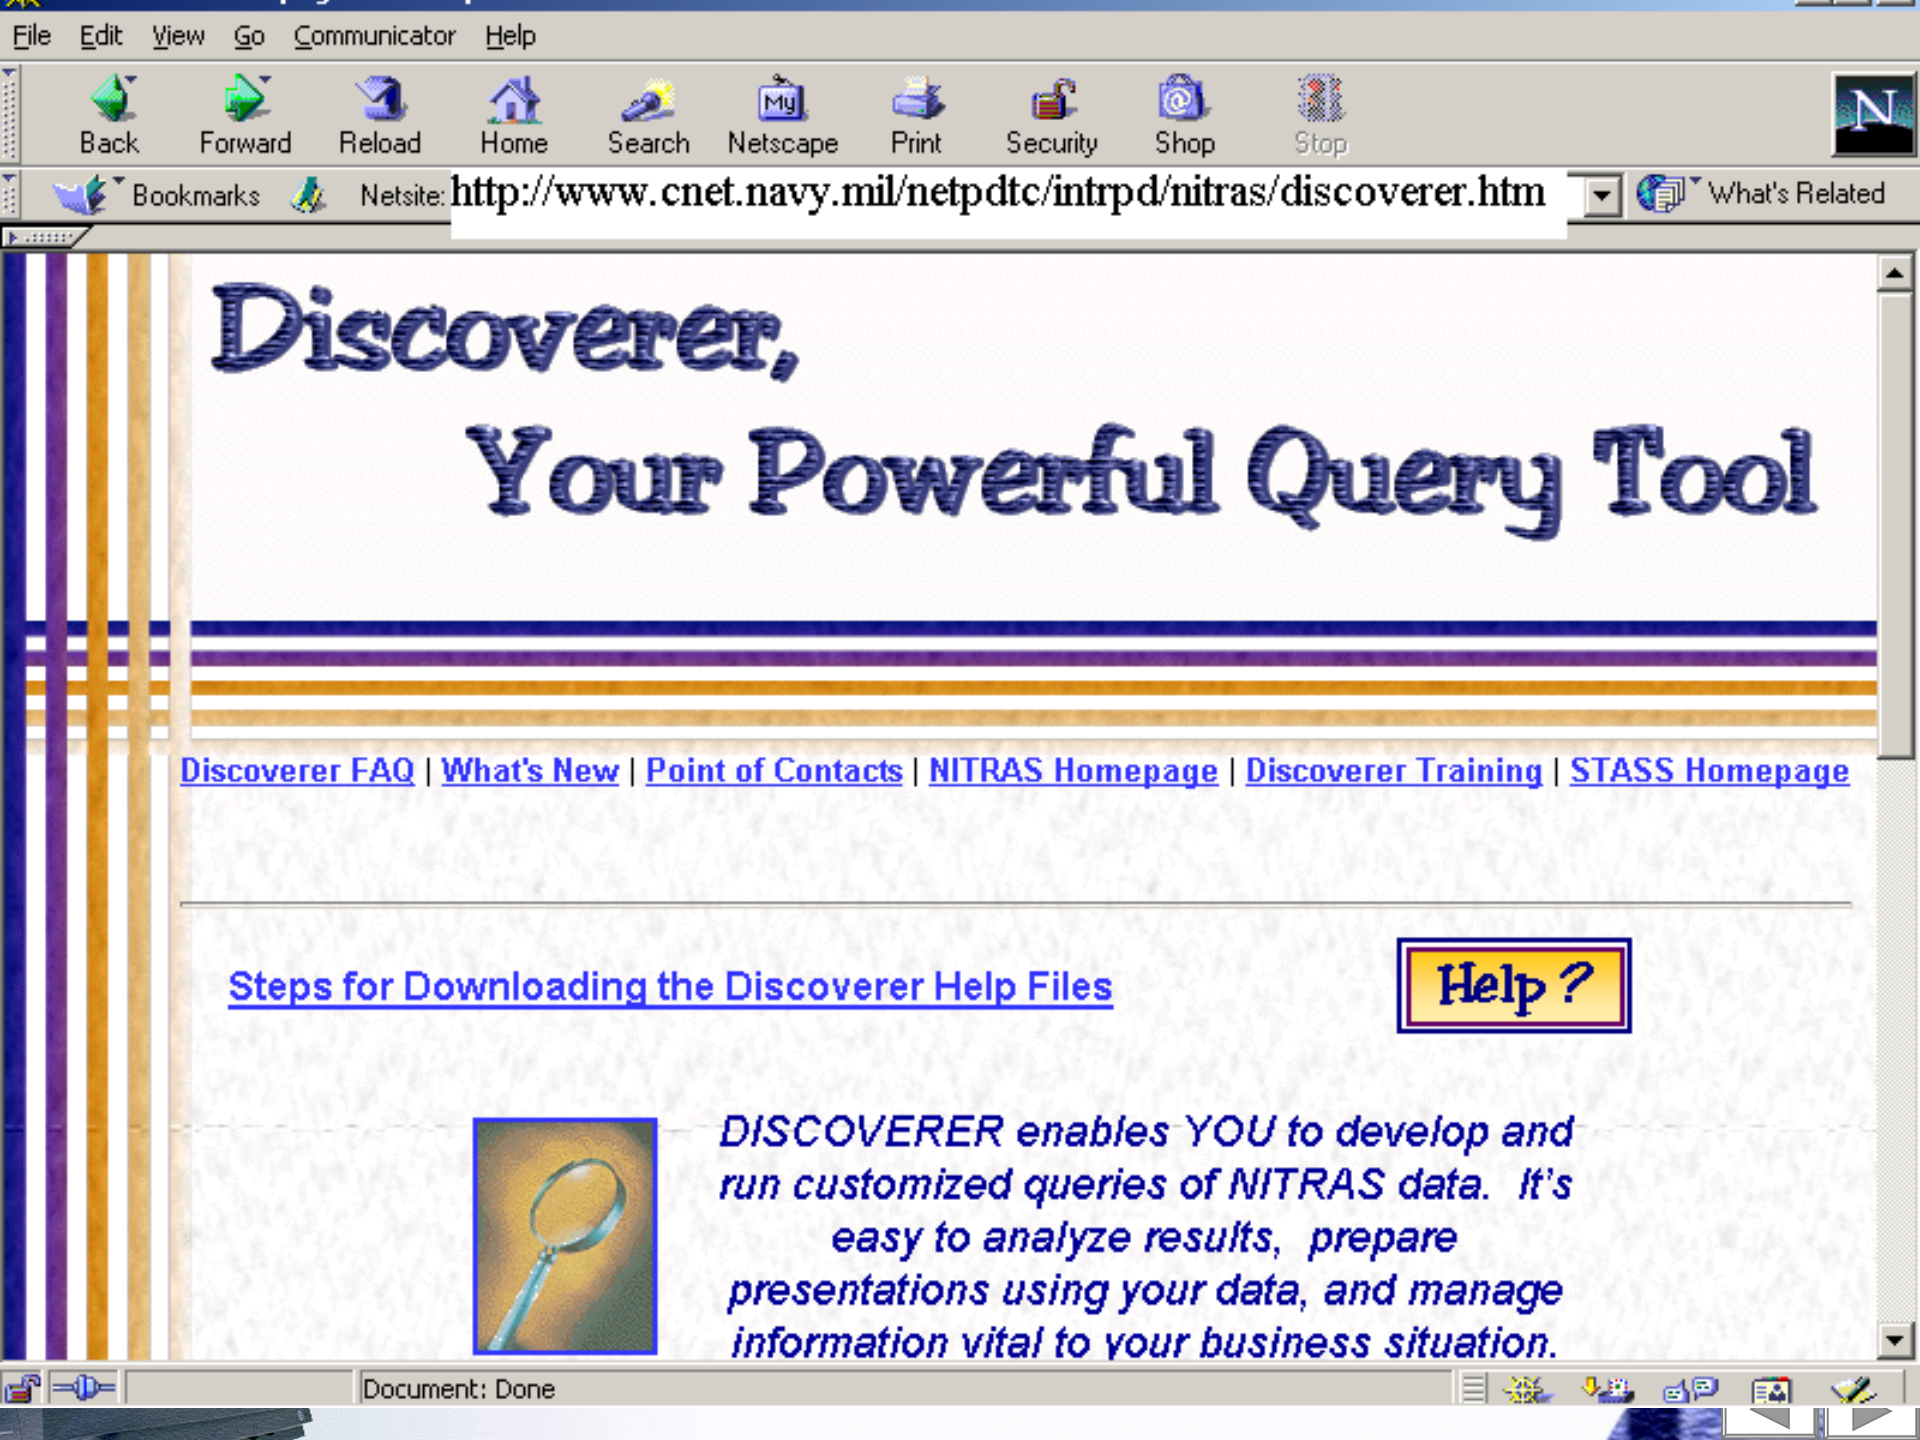 File Edit View Go Communicator Help
Back Forward Reload Home Search Netscape Print Security Shop Stop
My
N
Bookmarks Netsite: http://www.cnet.navy.mil/netpdtc/intrpd/nitras/discoverer.htm What's Related
Discoverer,
Your Powerful Query Tool
Discoverer FAQ | What's New | Point of Contacts | NITRAS Homepage | Discoverer Training | STASS Homepage
Steps for Downloading the Discoverer Help Files
Help ?
DISCOVERER enables YOU to develop and
run customized queries of NITRAS data. It's
easy to analyze results, prepare
presentations using your data, and manage
information vital to your business situation.
Document: Done